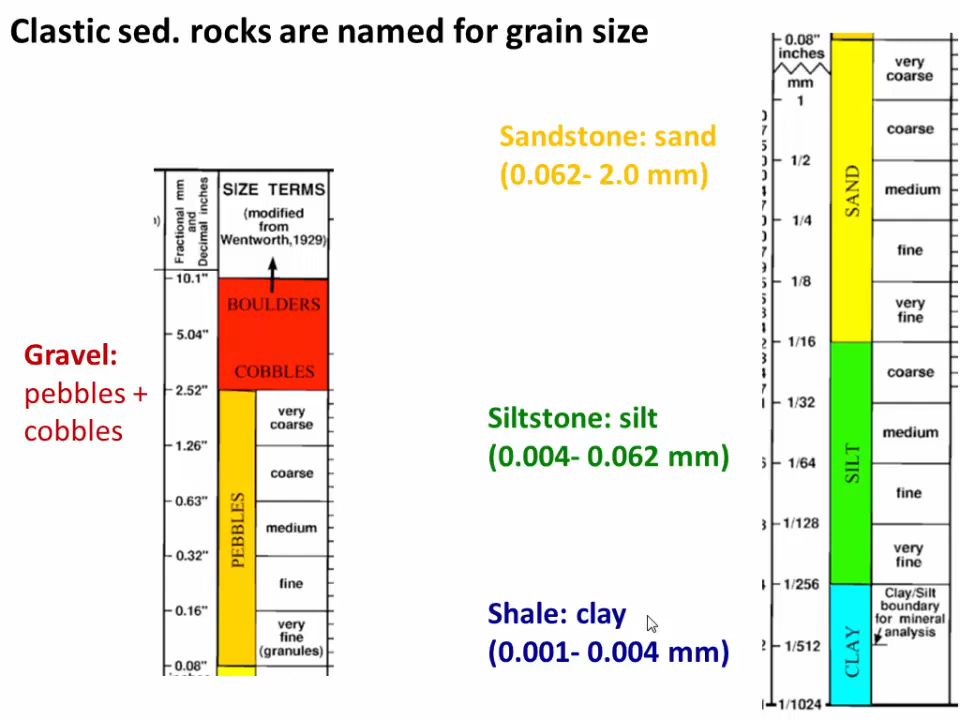 Clastic sed. rocks are named for grain size
Gravel:
pebbles +
cobbles
Fractional mm
and
Decimal inches
SIZE TERMS
(modified
from
Wentworth,1929)
10.1"
BOULDERS
5.04"
COBBLES
2.52"
very
coarse
1.26"
coarse
0.63"
PEBBLES
medium
0.32"
fine
0.16"
very
fine
(granules)
0.08"
Sandstone: sand
(0.062- 2.0 mm)
Siltstone: silt
(0.004- 0.062 mm)
Shale: clay
(0.001- 0.004 mm)
0.08"
inches
mm
very
coarse
1
coarse
1/2
SAND
medium
1/4
fine
1/8
very
fine
1/16
coarse
1/32
medium
1/64
SILT
fine
1/128
very
fine
1/256
Clay/Silt
boundary
for mineral
analysis
CLAY
1/512
1/1024